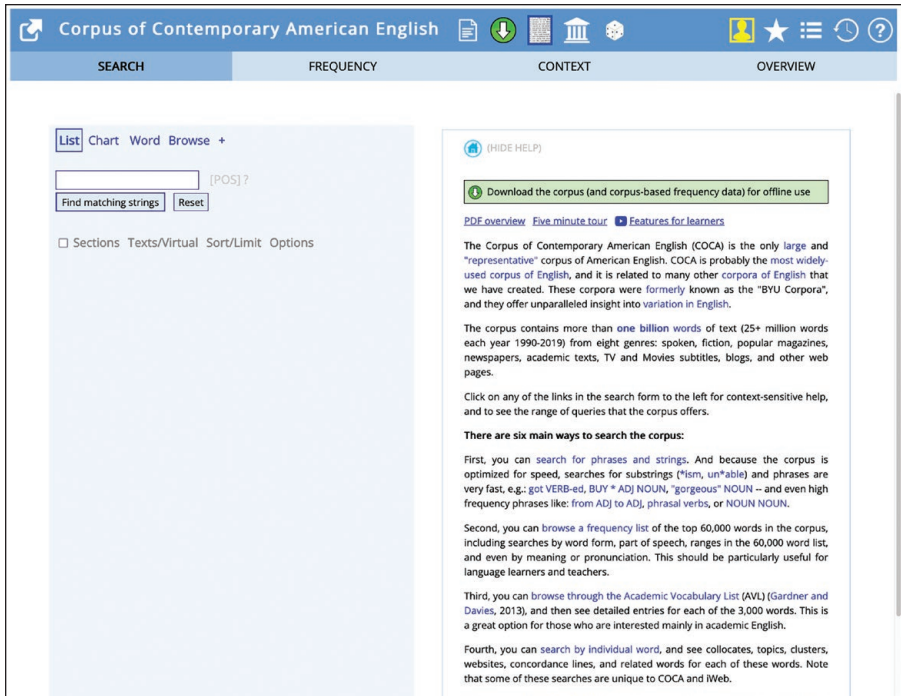 Corpus of Contemporary American English
SEARCH FREQUENCY CONTEXT OVERVIEW
List Chart Word Browse +
[POS] ?
Find matching strings Reset
Sections Texts/Virtual Sort/Limit Options
(HIDE HELP)
Download the corpus (and corpus-based frequency data) for offline use
PDF overview Five minute tour Features for learners
The Corpus of Contemporary American English (COCA) is the only large and
"representative" corpus of American English. COCA is probably the most widely-
used corpus of English, and it is related to many other corpora of English that
we have created. These corpora were formerly known as the "BYU Corpora",
and they offer unparalleled insight into variation in English.
The corpus contains more than one billion words of text (25+ million words
each year 1990-2019) from eight genres: spoken, fiction, popular magazines,
newspapers, academic texts, TV and Movies subtitles, blogs, and other web
pages.
Click on any of the links in the search form to the left for context-sensitive help,
and to see the range of queries that the corpus offers.
There are six main ways to search the corpus:
First, you can search for phrases and strings. And because the corpus is
optimized for speed, searches for substrings (*ism, un*able) and phrases are
very fast, e.g.: got VERB-ed, BUY * ADJ NOUN, "gorgeous" NOUN -- and even high
frequency phrases like: from ADJ to ADJ, phrasal verbs, or NOUN NOUN.
Second, you can browse a frequency list of the top 60,000 words in the corpus,
including searches by word form, part of speech, ranges in the 60,000 word list,
and even by meaning or pronunciation. This should be particularly useful for
language learners and teachers.
Third, you can browse through the Academic Vocabulary List (AVL) (Gardner and
Davies, 2013), and then see detailed entries for each of the 3,000 words. This is
a great option for those who are interested mainly in academic English.
Fourth, you can search by individual word, and see collocates, topics, clusters,
websites, concordance lines, and related words for each of these words. Note
that some of these searches are unique to COCA and iWeb.